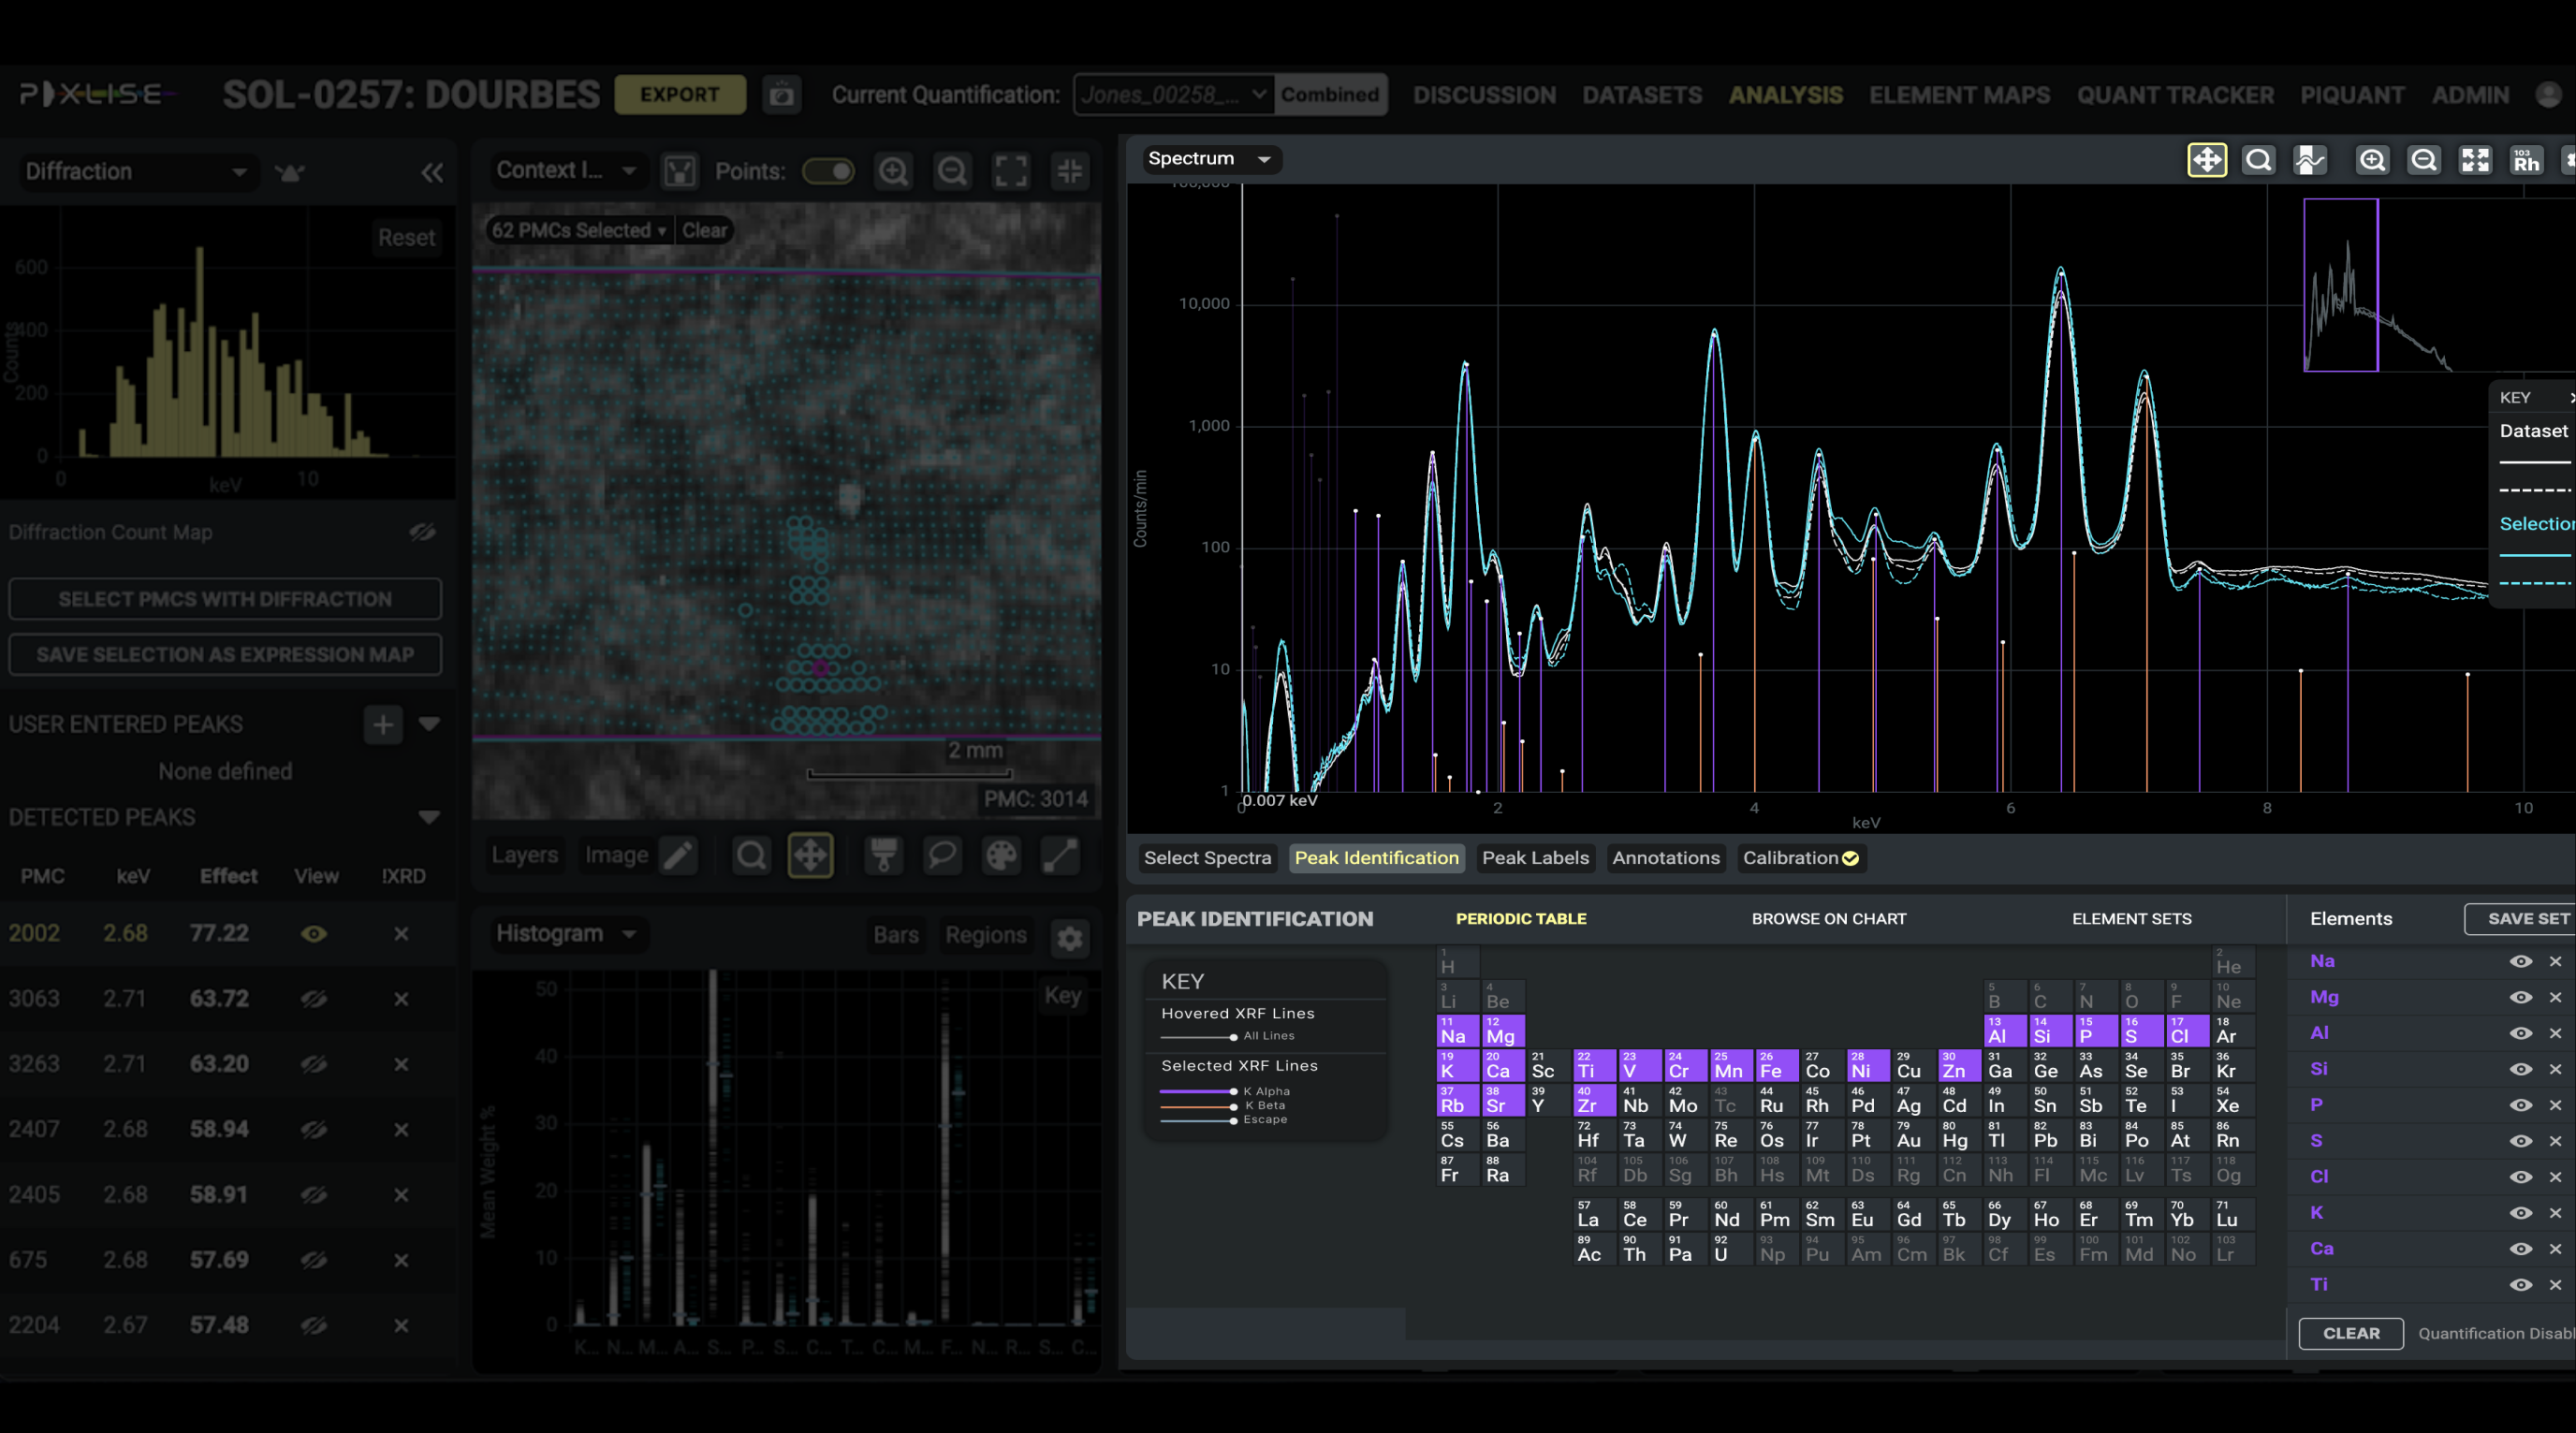 PIXLISE SOL-0257: DOURBES EXPORT Current Quantification: Jones_00258_... Combined DISCUSSION DATASETS ANALYSIS ELEMENT MAPS QUANT TRACKER PIQUANT ADMIN
Diffraction
Reset
600
400
200
0
Counts
0 10
keV
Diffraction Count Map
SELECT PMCS WITH DIFFRACTION
SAVE SELECTION AS EXPRESSION MAP
USER ENTERED PEAKS +
None defined
DETECTED PEAKS
PMC keV Effect View !XRD
2002 2.68 77.22
3063 2.71 63.72
3263 2.71 63.20
2407 2.68 58.94
2405 2.68 58.91
675 2.68 57.69
2204 2.67 57.48
Context I... Points:
62 PMCs Selected Clear
2 mm
PMC: 3014
Layers Image
Histogram Bars Regions
Key
50
40
30
20
10
0
Mean Weight %
K... N... M... A... S... P... S... C... T... C... M... F... N... R... S... C...
Spectrum
103
Rh
100,000
10,000
1,000
100
10
1
Counts/min
0.007 keV
0 2 4 6 8 10
keV
KEY
Dataset
Select Spectra Peak Identification Peak Labels Annotations Calibration
PEAK IDENTIFICATION PERIODIC TABLE BROWSE ON CHART ELEMENT SETS
KEY
Hovered XRF Lines
All Lines
Selected XRF Lines
K Alpha
K Beta
Escape
1 2
H He
3 4 5 6 7 8 9 10
Li Be B C N O F Ne
11 12 13 14 15 16 17 18
Na Mg Al Si P S Cl Ar
19 20 21 22 23 24 25 26 27 28 29 30 31 32 33 34 35 36
K Ca Sc Ti V Cr Mn Fe Co Ni Cu Zn Ga Ge As Se Br Kr
37 38 39 40 41 42 43 44 45 46 47 48 49 50 51 52 53 54
Rb Sr Y Zr Nb Mo Tc Ru Rh Pd Ag Cd In Sn Sb Te I Xe
55 56 72 73 74 75 76 77 78 79 80 81 82 83 84 85 86
Cs Ba Hf Ta W Re Os Ir Pt Au Hg Tl Pb Bi Po At Rn
87 88 104 105 106 107 108 109 110 111 112 113 114 115 116 117 118
Fr Ra Rf Db Sg Bh Hs Mt Ds Rg Cn Nh Fl Mc Lv Ts Og
57 58 59 60 61 62 63 64 65 66 67 68 69 70 71
La Ce Pr Nd Pm Sm Eu Gd Tb Dy Ho Er Tm Yb Lu
89 90 91 92 93 94 95 96 97 98 99 100 101 102 103
Ac Th Pa U Np Pu Am Cm Bk Cf Es Fm Md No Lr
Elements SAVE SET
Na
Mg
Al
Si
P
S
Cl
K
Ca
Ti
CLEAR Quantification